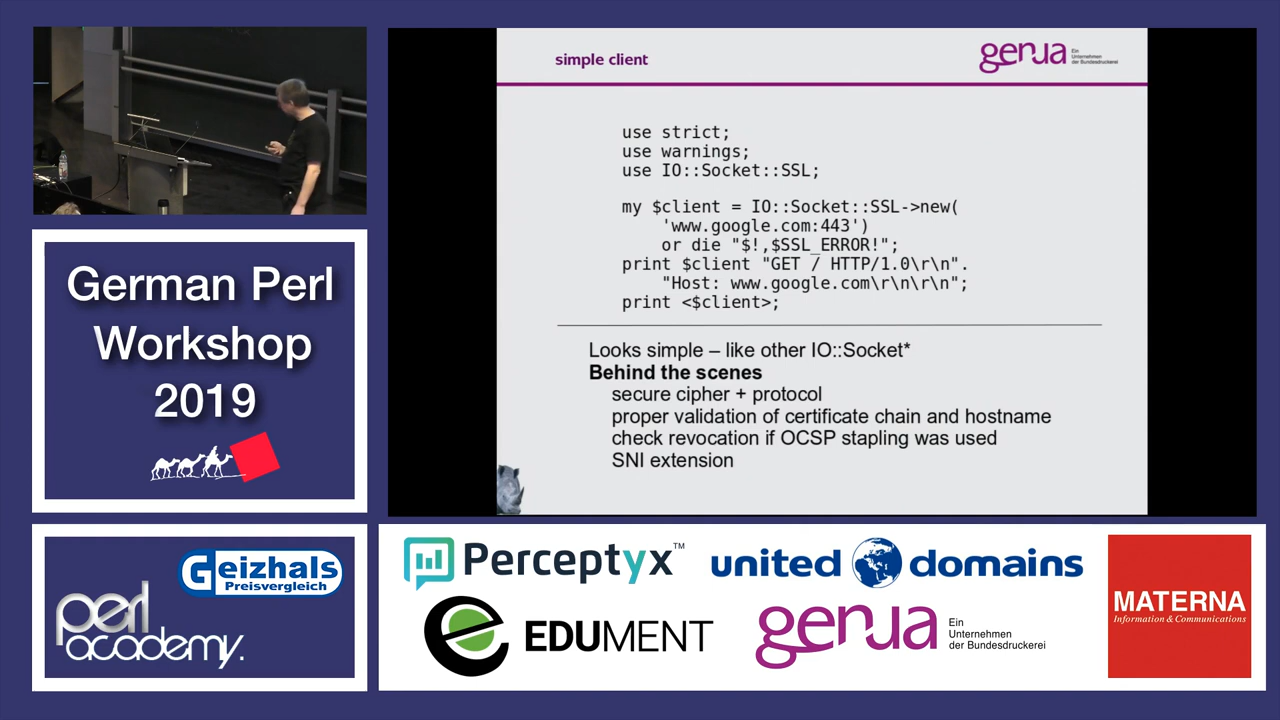 simple client
genua
Ein
Unternehmen
der Bundesdruckerei
use strict;
use warnings;
use IO::Socket::SSL;
my $client = IO::Socket::SSL->new(
'www.google.com:443')
or die "$!,$SSL_ERROR!";
print $client "GET / HTTP/1.0\r\n".
"Host: www.google.com\r\n\r\n";
print <$client>;
Looks simple – like other IO::Socket*
Behind the scenes
secure cipher + protocol
proper validation of certificate chain and hostname
check revocation if OCSP stapling was used
SNI extension
German Perl
Workshop
2019
Geizhals
Preisvergleich
perl
academy.
Perceptyx™
united domains
EDUMENT
genua
Ein
Unternehmen
der Bundesdruckerei
MATERNA
Information & Communications